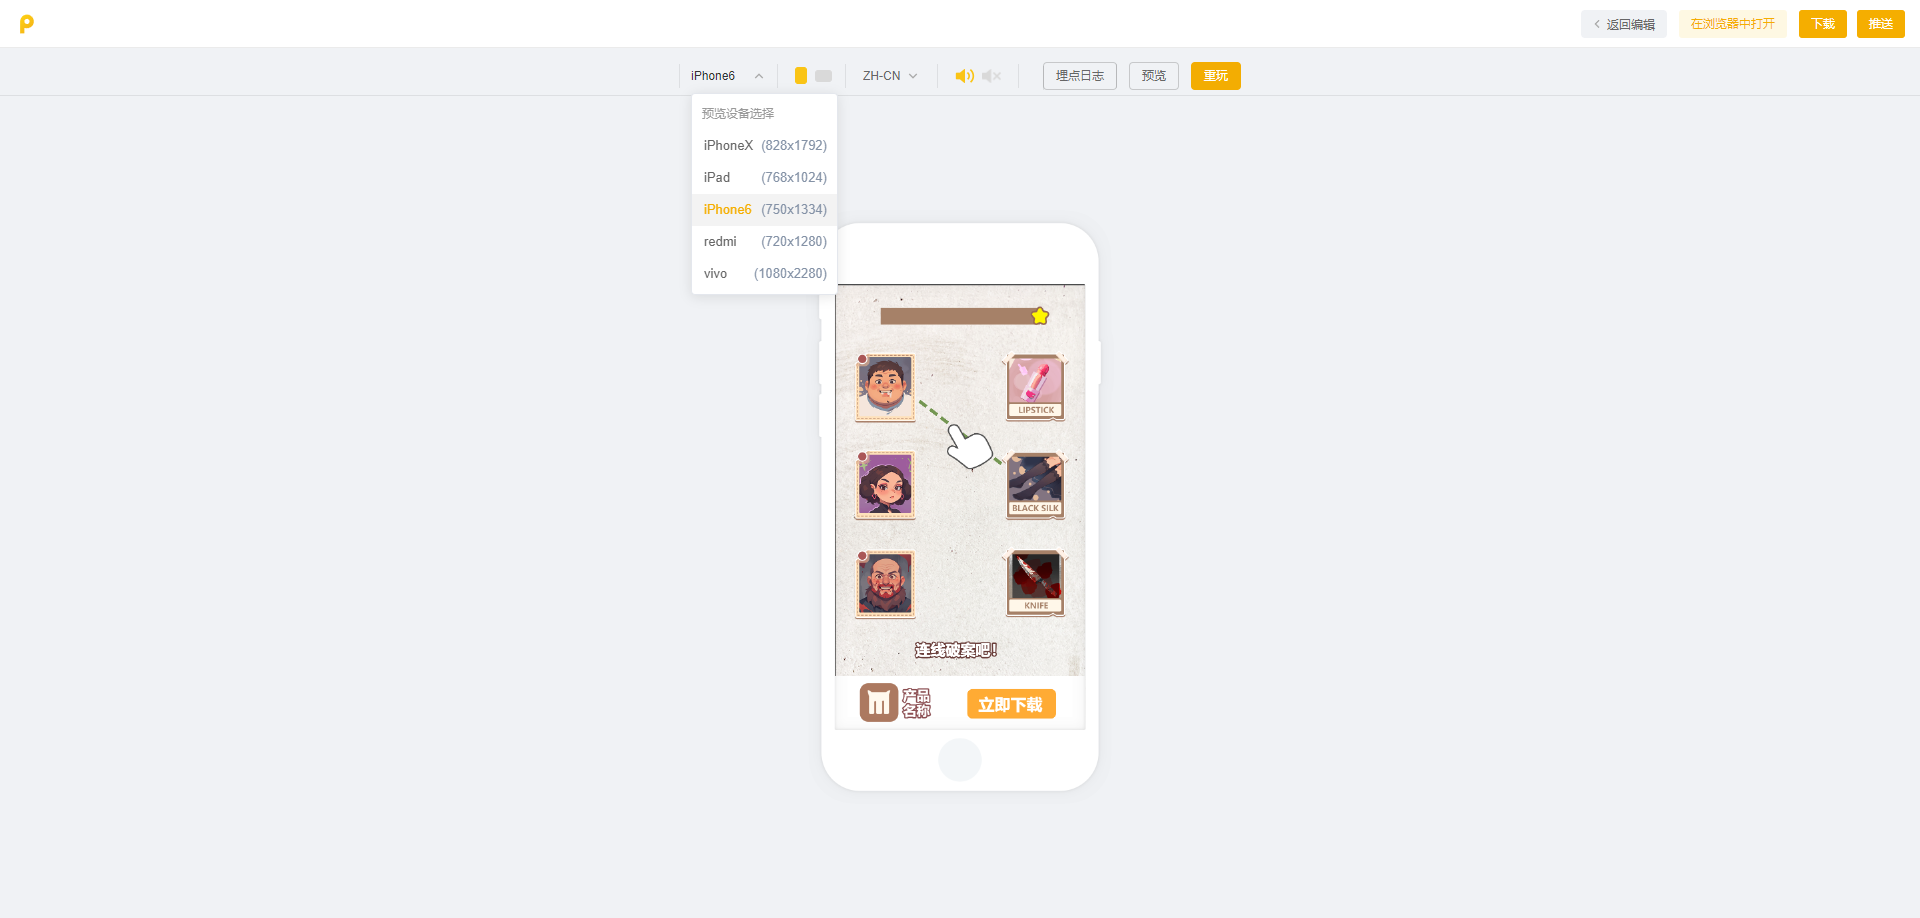 返回编辑
在浏览器中打开
下载
推送
iPhone6
ZH-CN
埋点日志
预览
重玩
预览设备选择
iPhoneX (828x1792)
iPad (768x1024)
iPhone6 (750x1334)
redmi (720x1280)
vivo (1080x2280)
LIPSTICK
BLACK SILK
KNIFE
连线破案吧!
产品
名称
立即下载